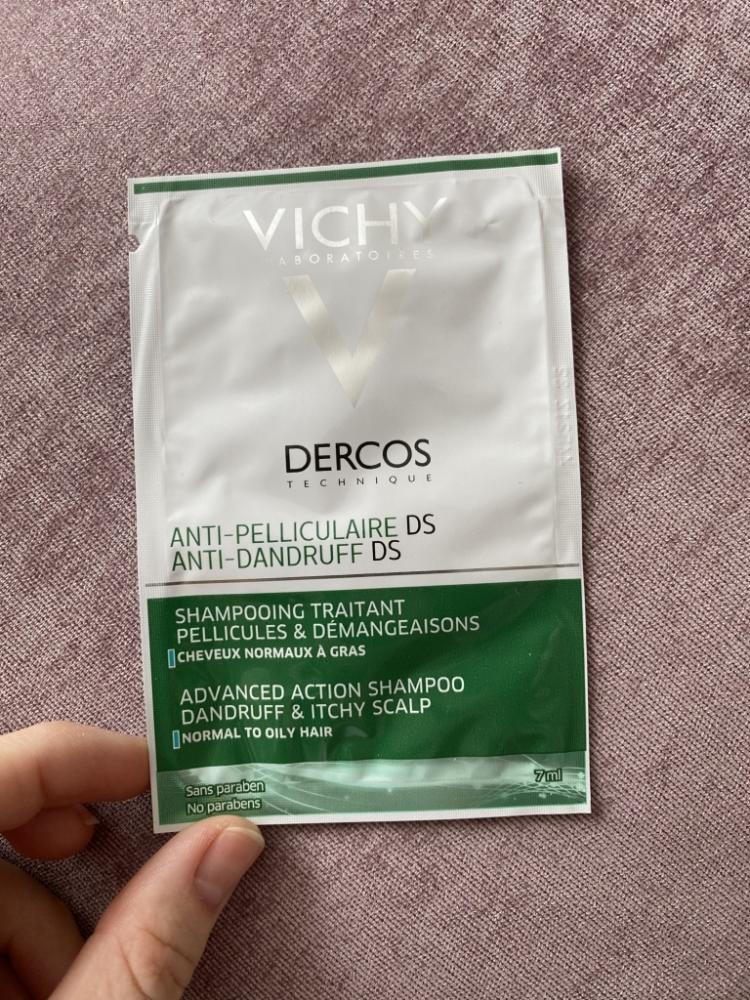 VICHY
LABORATOIRES
V
DERCOS
TECHNIQUE
ANTI-PELLICULAIRE DS
ANTI-DANDRUFF DS
SHAMPOOING TRAITANT
PELLICULES & DÉMANGEAISONS
CHEVEUX NORMAUX À GRAS
ADVANCED ACTION SHAMPOO
DANDRUFF & ITCHY SCALP
NORMAL TO OILY HAIR
Sans paraben
No parabens
7ml